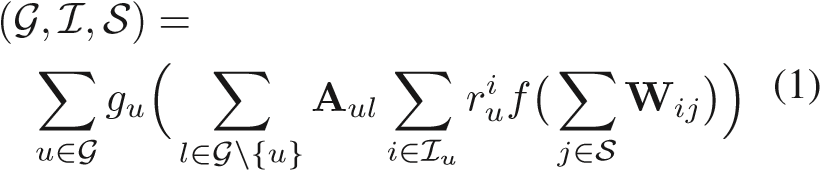 (𝒢, ℐ, 𝒮) =
∑_{u∈𝒢} g_u ( ∑_{l∈𝒢\{u}} 𝐀_{ul} ∑_{i∈ℐ_u} r_u^i f ( ∑_{j∈𝒮} 𝐖_{ij} ) ) (1)